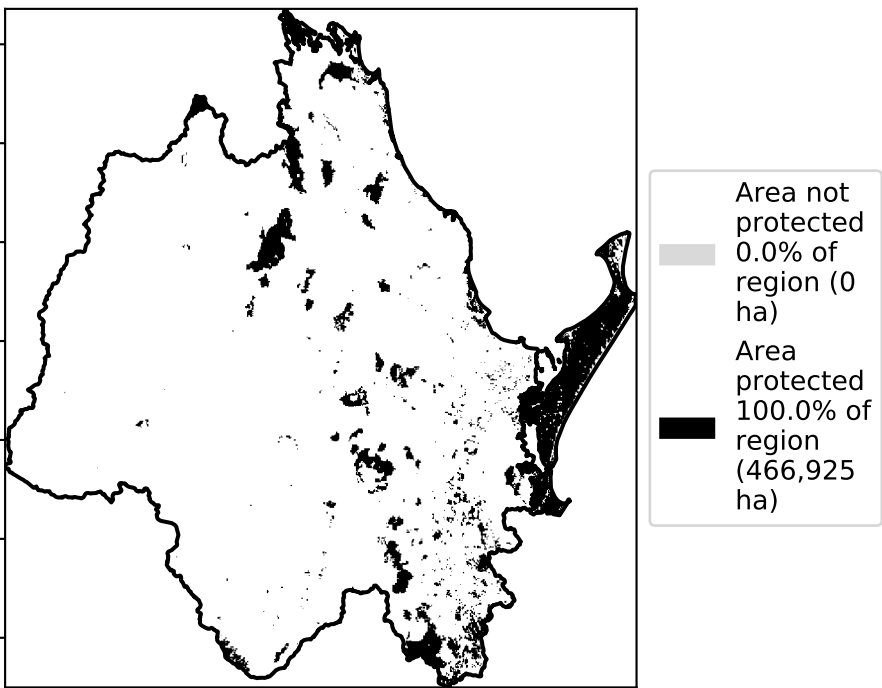 Area not
protected
0.0% of
region (0
ha)
Area
protected
100.0% of
region
(466,925
ha)